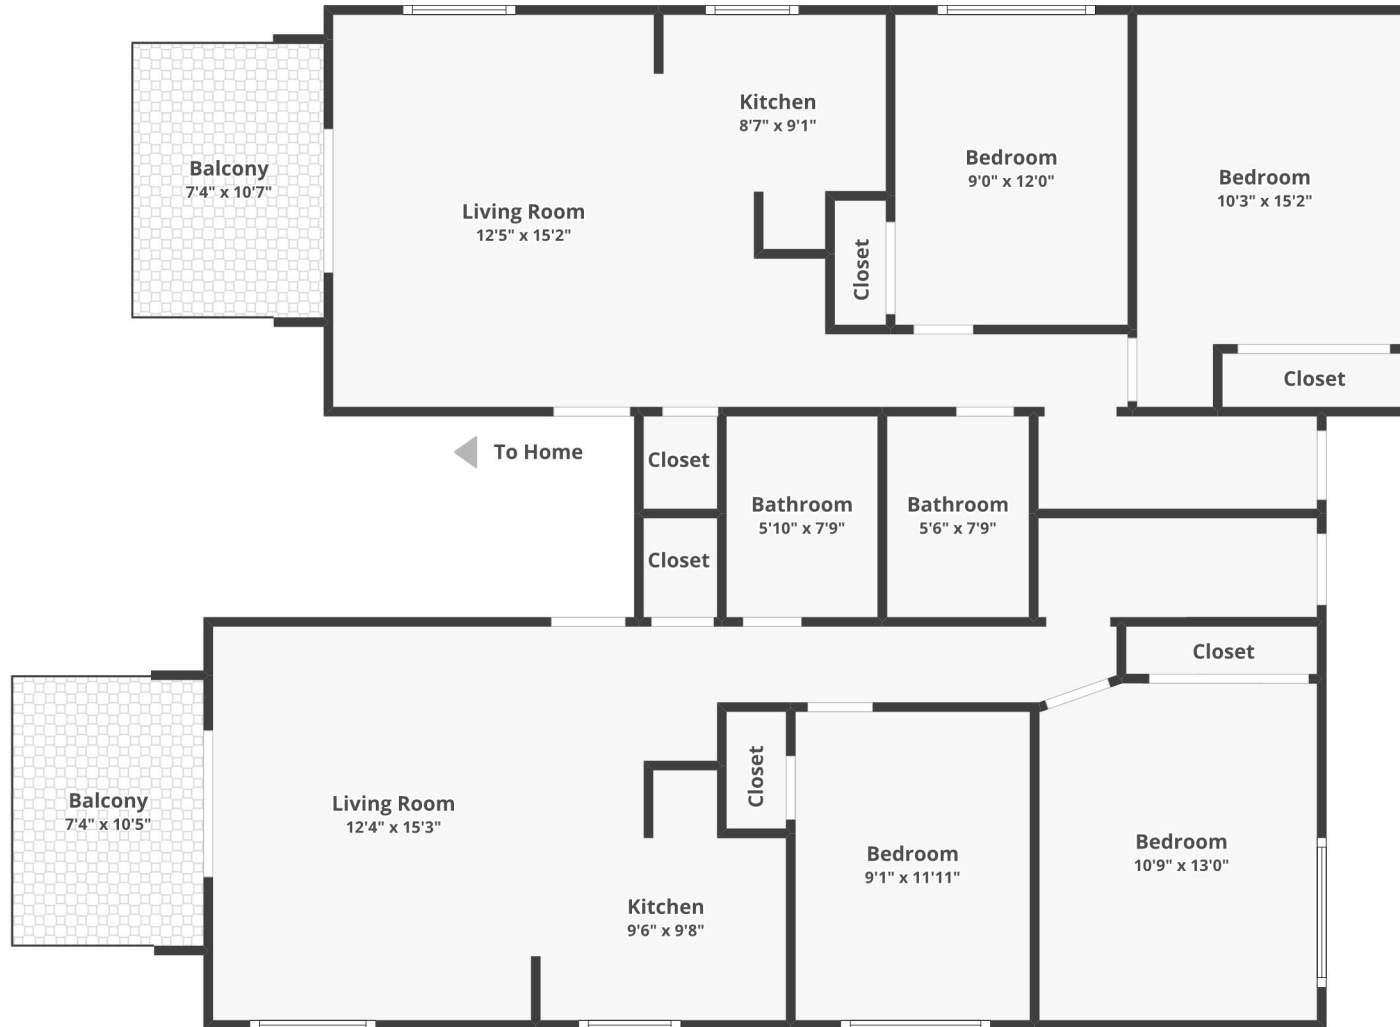 Kitchen
8'7" x 9'1"
Bedroom
9'0" x 12'0"
Balcony
7'4" x 10'7"
Bedroom
10'3" x 15'2"
Living Room
12'5" x 15'2"
Closet
Closet
To Home
Closet
Bathroom
5'10" x 7'9"
Bathroom
5'6" x 7'9"
Closet
Closet
Closet
Balcony
7'4" x 10'5"
Living Room
12'4" x 15'3"
Bedroom
10'9" x 13'0"
Bedroom
9'1" x 11'11"
Kitchen
9'6" x 9'8"